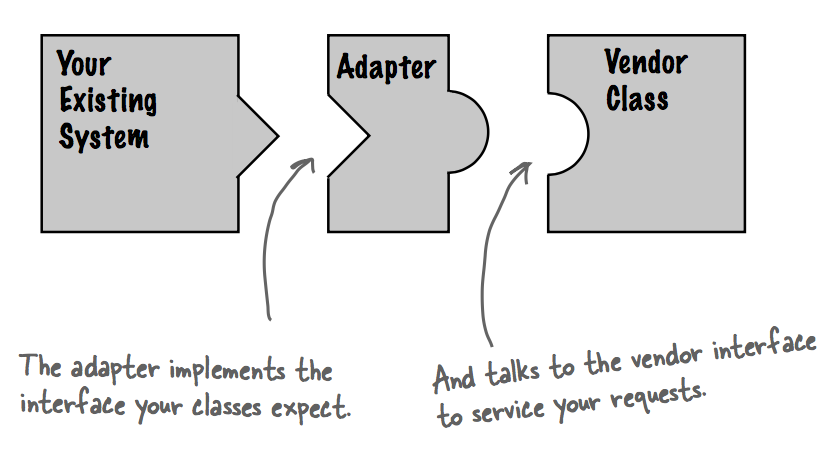 Your
Existing
System
Adapter
Vendor
Class
The adapter implements the
interface your classes expect.
And talks to the vendor interface
to service your requests.